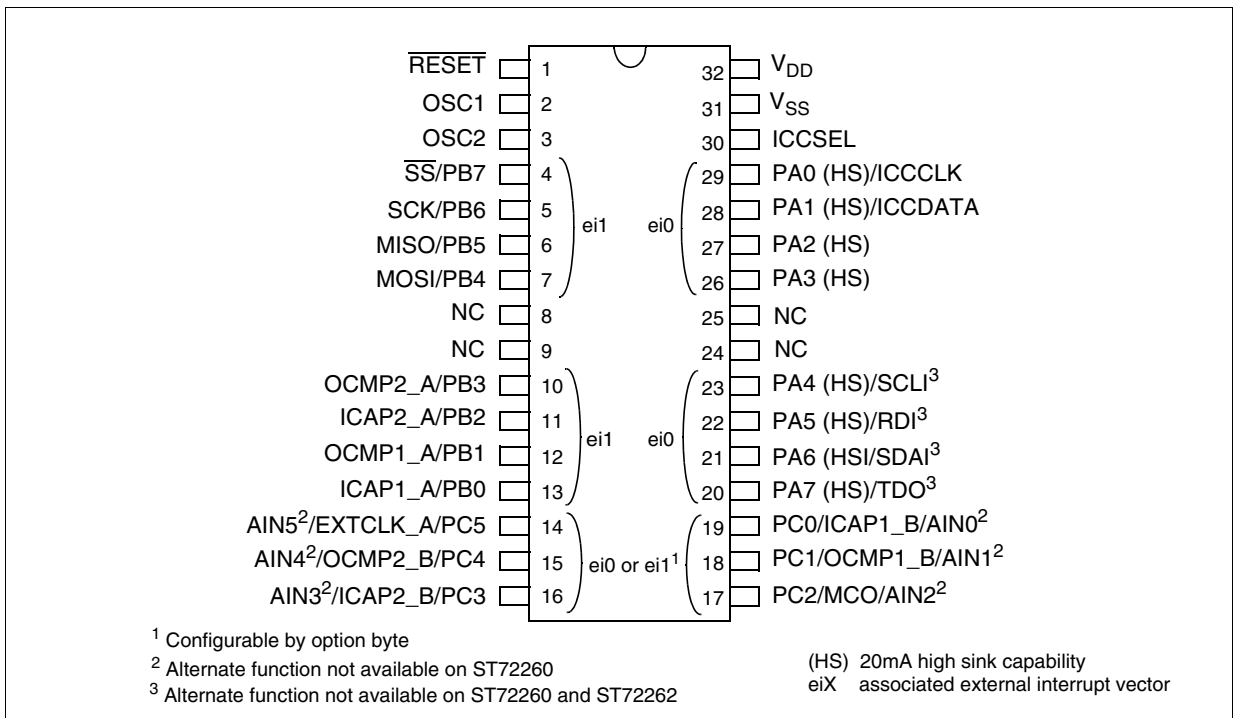 RESET 1 32 VDD
OSC1 2 31 VSS
OSC2 3 30 ICCSEL
SS/PB7 4 29 PA0 (HS)/ICCCLK
SCK/PB6 5 28 PA1 (HS)/ICCDATA
ei1 ei0
MISO/PB5 6 27 PA2 (HS)
MOSI/PB4 7 26 PA3 (HS)
NC 8 25 NC
NC 9 24 NC
OCMP2_A/PB3 10 23 PA4 (HS)/SCLI3
ICAP2_A/PB2 11 22 PA5 (HS)/RDI3
ei1 ei0
OCMP1_A/PB1 12 21 PA6 (HSI/SDAI3
ICAP1_A/PB0 13 20 PA7 (HS)/TDO3
AIN52/EXTCLK_A/PC5 14 19 PC0/ICAP1_B/AIN02
AIN42/OCMP2_B/PC4 15 ei0 or ei11 18 PC1/OCMP1_B/AIN12
AIN32/ICAP2_B/PC3 16 17 PC2/MCO/AIN22
1 Configurable by option byte
2 Alternate function not available on ST72260
3 Alternate function not available on ST72260 and ST72262
(HS) 20mA high sink capability
eiX associated external interrupt vector